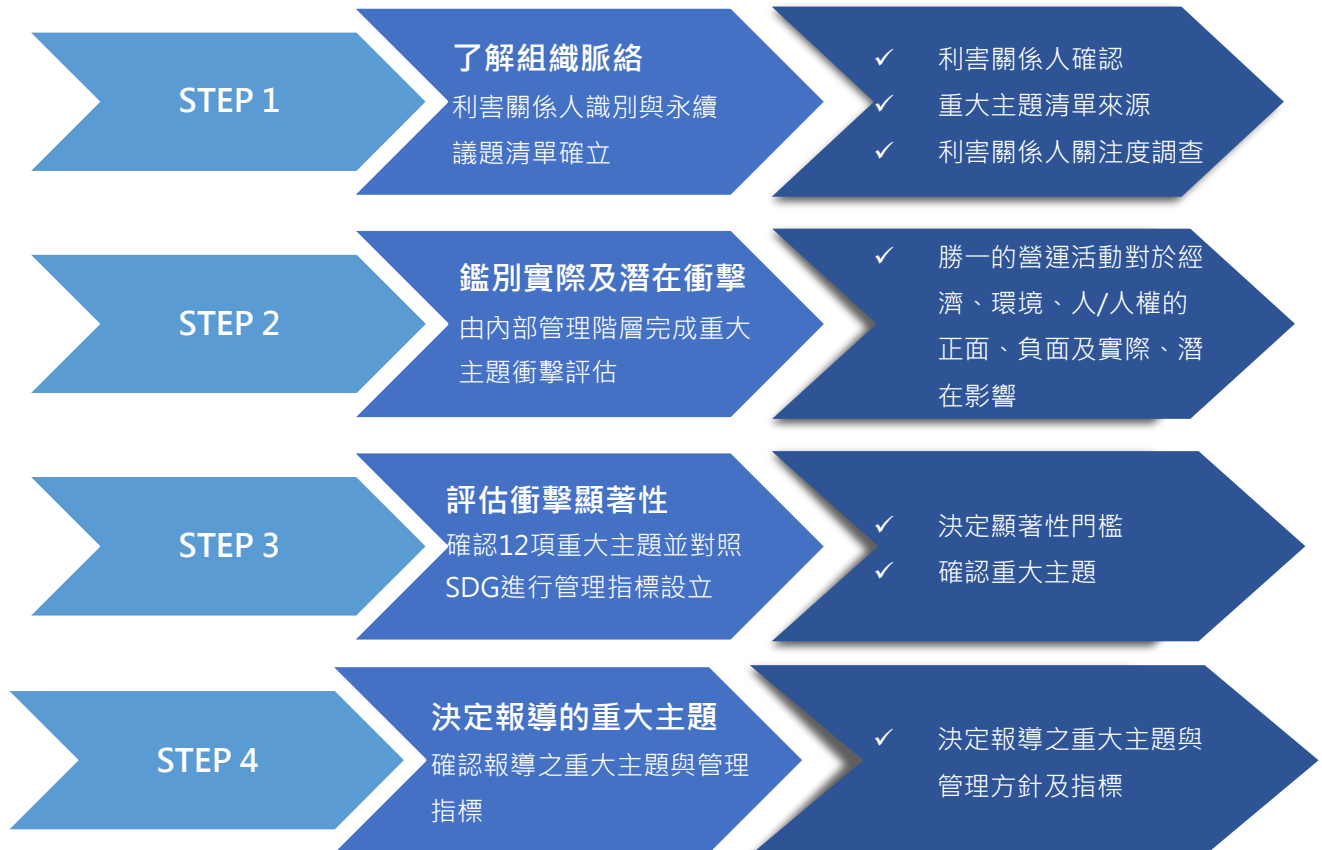 STEP 1
了解組織脈絡
利害關係人識別與永續
議題清單確立
✓ 利害關係人確認
✓ 重大主題清單來源
✓ 利害關係人關注度調查
STEP 2
鑑別實際及潛在衝擊
由內部管理階層完成重大
主題衝擊評估
✓ 勝一的營運活動對於經
濟、環境、人/人權的
正面、負面及實際、潛
在影響
STEP 3
評估衝擊顯著性
確認12項重大主題並對照
SDG進行管理指標設立
✓ 決定顯著性門檻
✓ 確認重大主題
STEP 4
決定報導的重大主題
確認報導之重大主題與管理
指標
✓ 決定報導之重大主題與
管理方針及指標